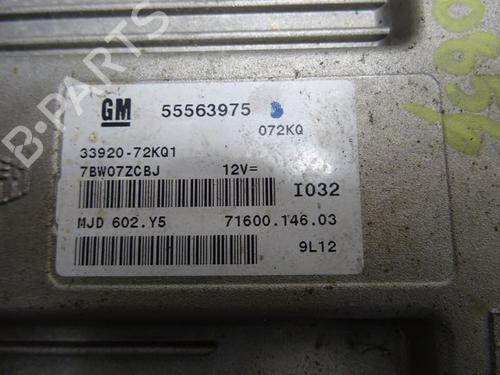 GM 55563975
072KQ
33920-72KQ1
7BW07ZCBJ 12V=
I032
MJD 602.Y5 71600.146.03
9L12
B-PARTS